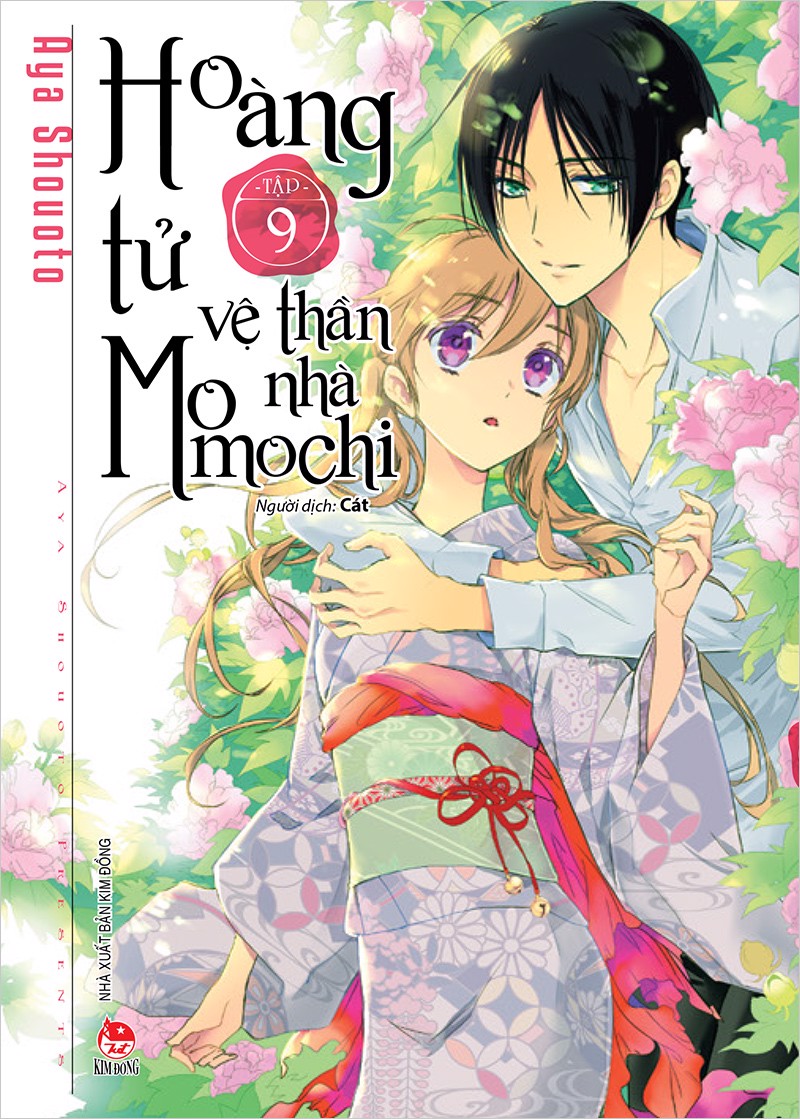 Aya Shouoto
Hoàng
tử
-TẬP-
9
vệ thần
nhà
Momochi
Người dịch: Cát
AYA SHOUOTO PRESENTS
NHÀ XUẤT BẢN KIM ĐỒNG
KIM ĐỒNG